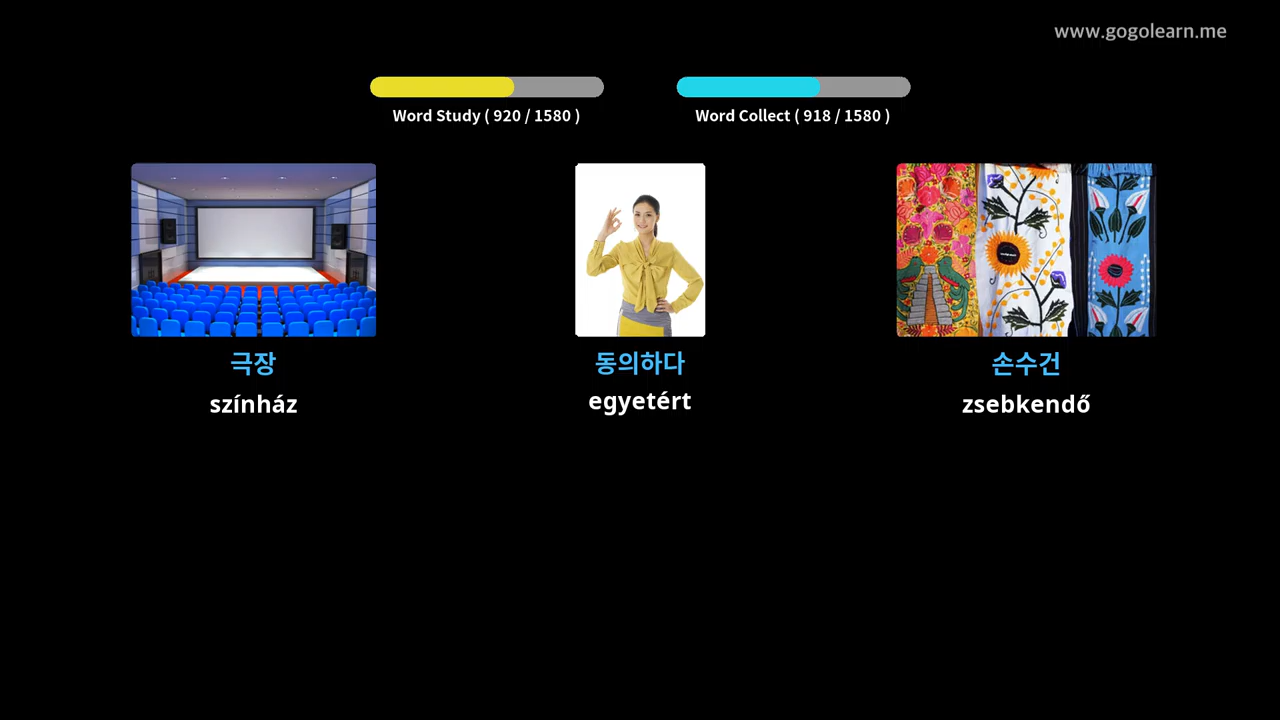 www.gogolearn.me
Word Study ( 920 / 1580 )
Word Collect ( 918 / 1580 )
극장
동의하다
손수건
színház
egyetért
zsebkendő